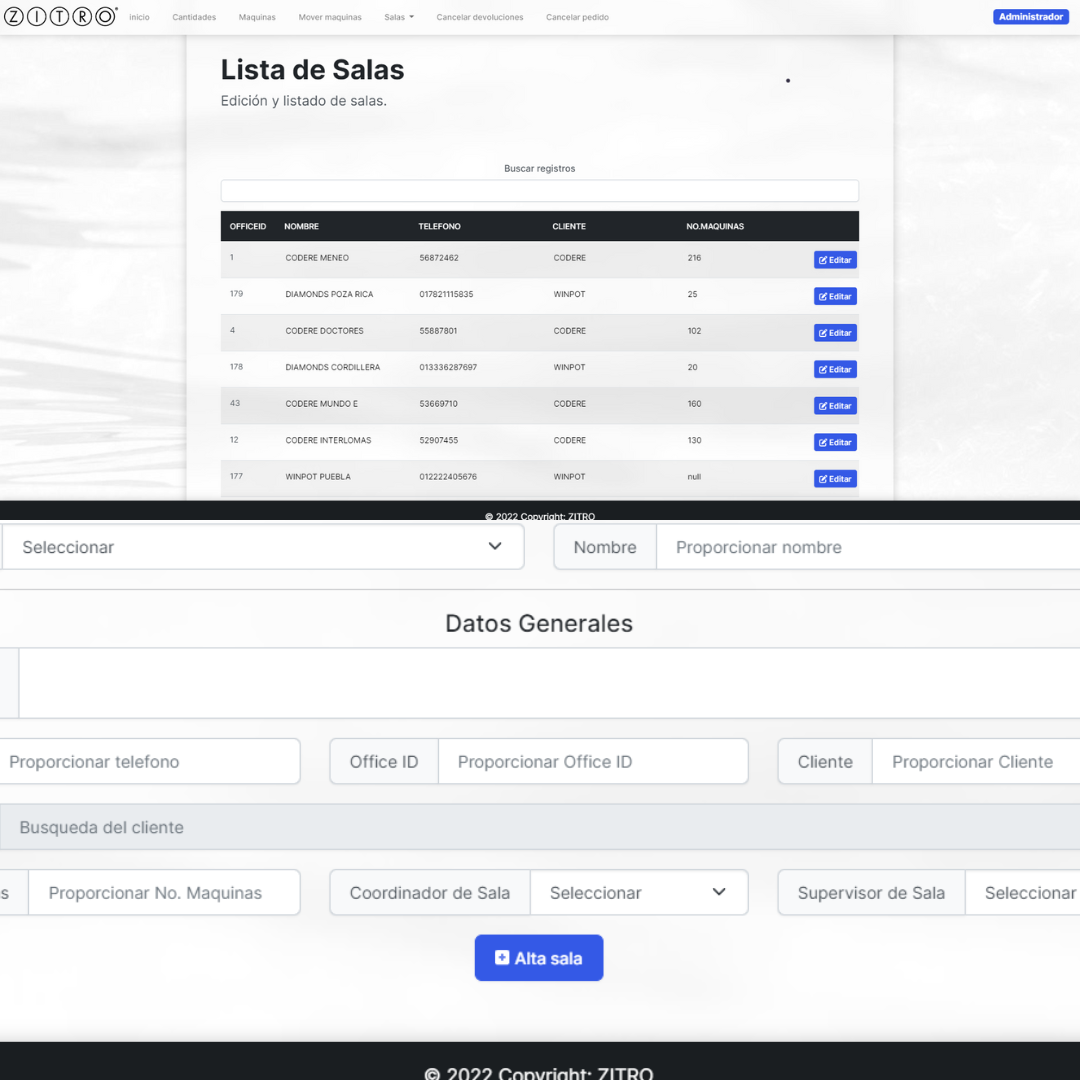 ZITRO® inicio Cantidades Maquinas Mover maquinas Salas Cancelar devoluciones Cancelar pedido Administrador
Lista de Salas
Edición y listado de salas.
Buscar registros
OFFICEID NOMBRE TELEFONO CLIENTE NO.MAQUINAS
1 CODERE MENEO 56872462 CODERE 216 Editar
179 DIAMONDS POZA RICA 017821115835 WINPOT 25 Editar
4 CODERE DOCTORES 55887801 CODERE 102 Editar
178 DIAMONDS CORDILLERA 013336287697 WINPOT 20 Editar
43 CODERE MUNDO E 53669710 CODERE 160 Editar
12 CODERE INTERLOMAS 52907455 CODERE 130 Editar
177 WINPOT PUEBLA 012222405676 WINPOT null Editar
© 2022 Copyright: ZITRO
Seleccionar Nombre Proporcionar nombre
Datos Generales
Proporcionar telefono Office ID Proporcionar Office ID Cliente Proporcionar Cliente
Busqueda del cliente
s Proporcionar No. Maquinas Coordinador de Sala Seleccionar Supervisor de Sala Seleccionar
Alta sala
© 2022 Copyright: ZITRO